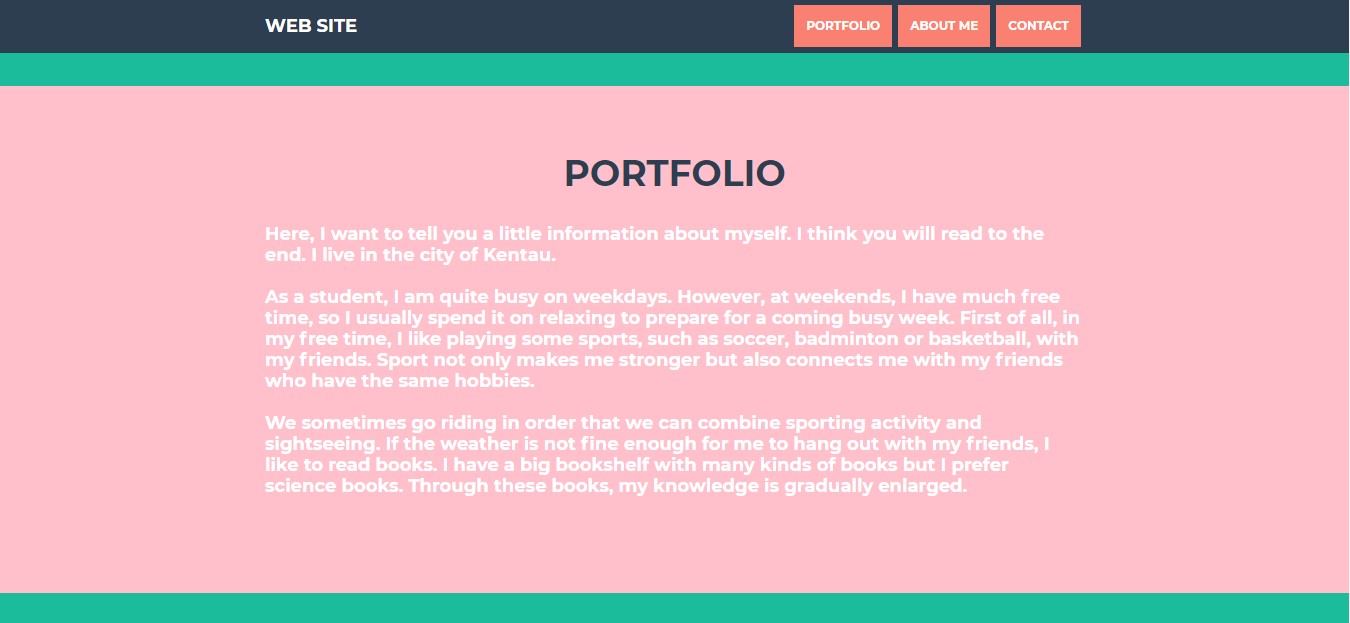 WEB SITE
PORTFOLIO ABOUT ME CONTACT
PORTFOLIO
Here, I want to tell you a little information about myself. I think you will read to the
end. I live in the city of Kentau.
As a student, I am quite busy on weekdays. However, at weekends, I have much free
time, so I usually spend it on relaxing to prepare for a coming busy week. First of all, in
my free time, I like playing some sports, such as soccer, badminton or basketball, with
my friends. Sport not only makes me stronger but also connects me with my friends
who have the same hobbies.
We sometimes go riding in order that we can combine sporting activity and
sightseeing. If the weather is not fine enough for me to hang out with my friends, I
like to read books. I have a big bookshelf with many kinds of books but I prefer
science books. Through these books, my knowledge is gradually enlarged.